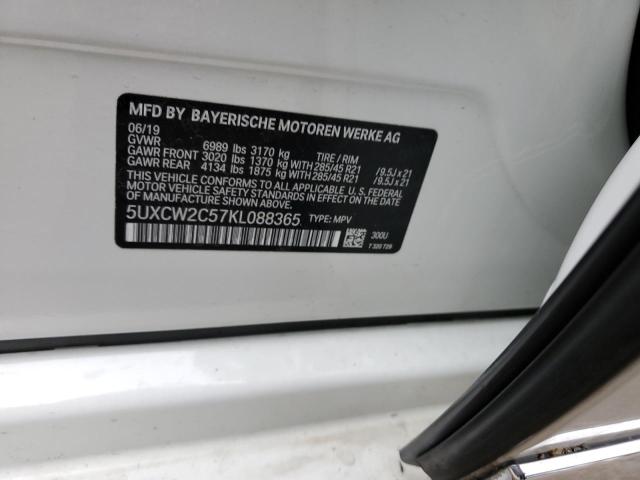 MFD BY BAYERISCHE MOTOREN WERKE AG
06/19
GVWR 6989 lbs 3170 kg TIRE / RIM
GAWR FRONT 3020 lbs 1370 kg WITH 285/45 R21 /9.5J x 21
GAWR REAR 4134 lbs 1875 kg WITH 285/45 R21 /9.5J x 21
THIS VEHICLE CONFORMS TO ALL APPLICABLE U. S. FEDERAL
MOTOR VEHICLE SAFETY STANDARDS IN EFFECT ON THE
DATE OF MANUFACTURE SHOWN ABOVE.
5UXCW2C57KL088365 TYPE: MPV
300U
7 320 729